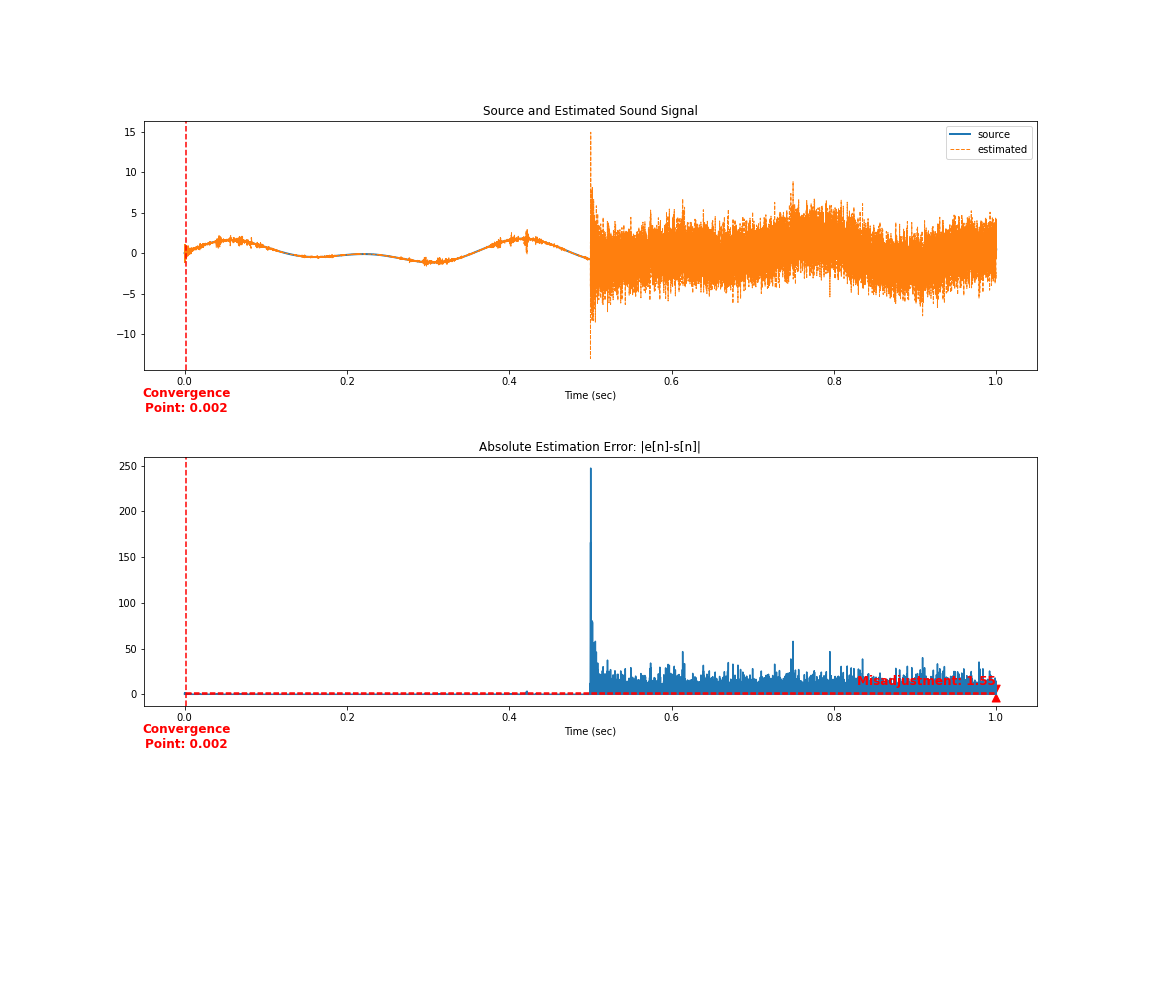 Source and Estimated Sound Signal
15
10
5
0
−5
−10
source
estimated
0.0
0.2
0.4
0.6
0.8
1.0
Time (sec)
Convergence
Point: 0.002
Absolute Estimation Error: |e[n]-s[n]|
250
200
150
100
50
0
Misadjustment: 1.55
0.0
0.2
0.4
0.6
0.8
1.0
Time (sec)
Convergence
Point: 0.002